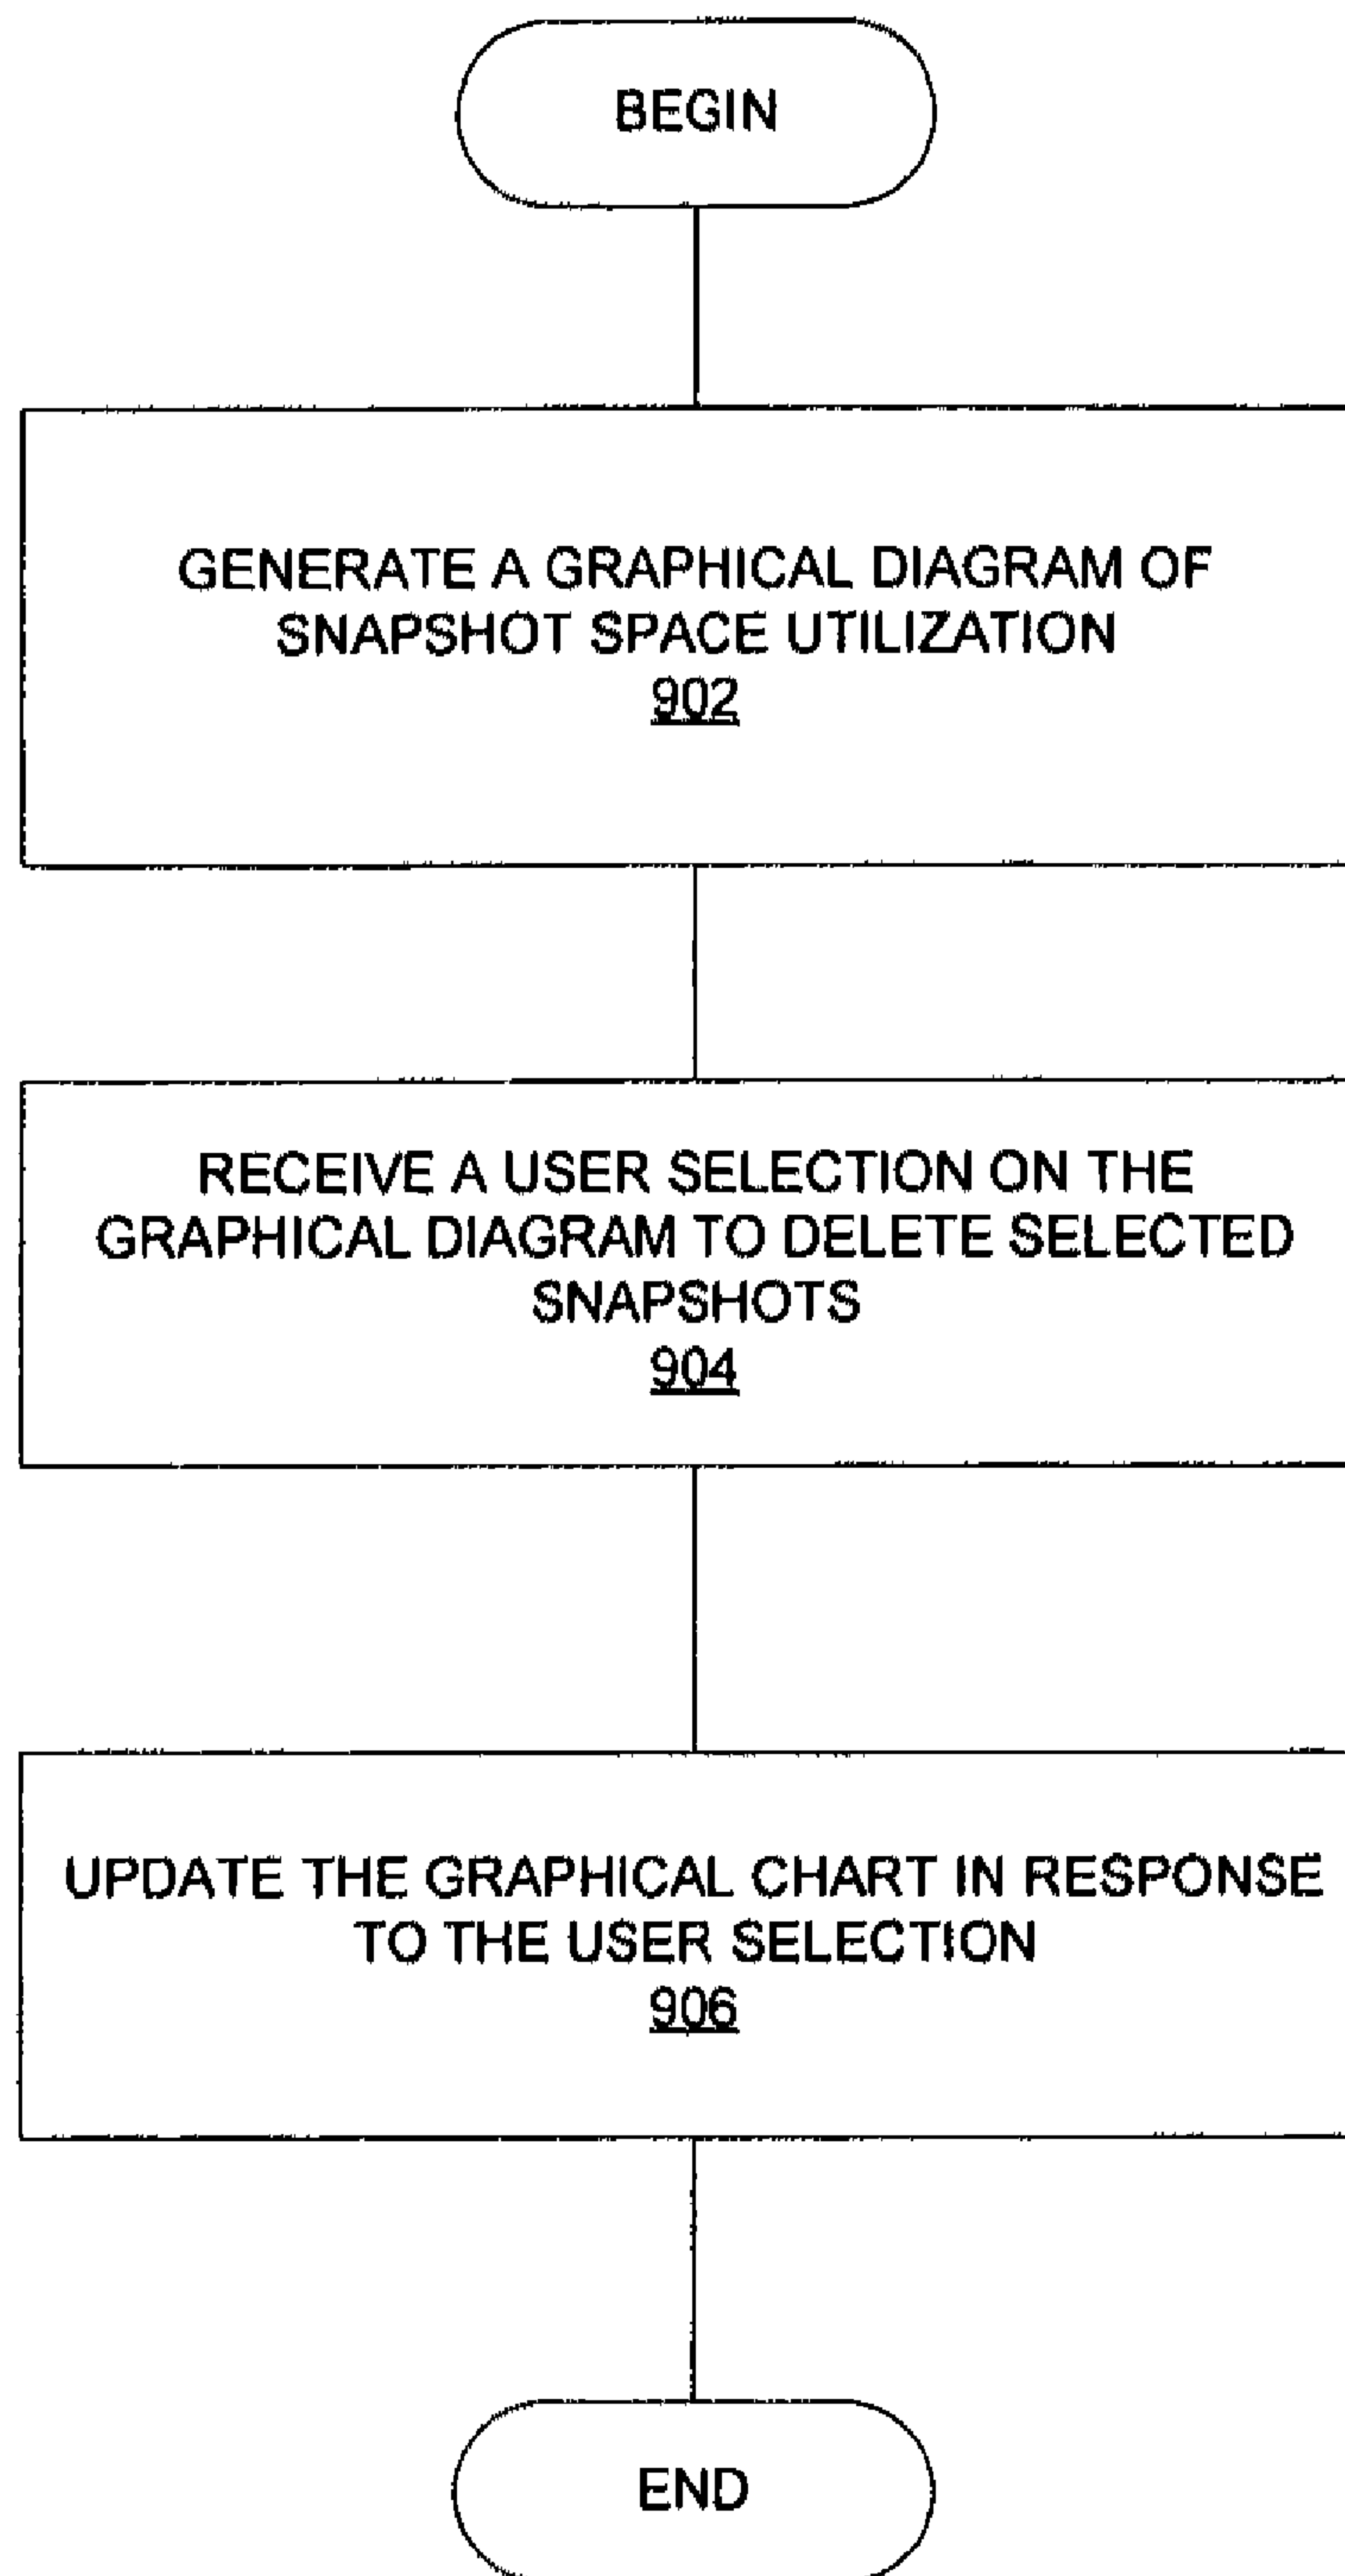 BEGIN
GENERATE A GRAPHICAL DIAGRAM OF
SNAPSHOT SPACE UTILIZATION
902
RECEIVE A USER SELECTION ON THE
GRAPHICAL DIAGRAM TO DELETE SELECTED
SNAPSHOTS
904
UPDATE THE GRAPHICAL CHART IN RESPONSE
TO THE USER SELECTION
906
END